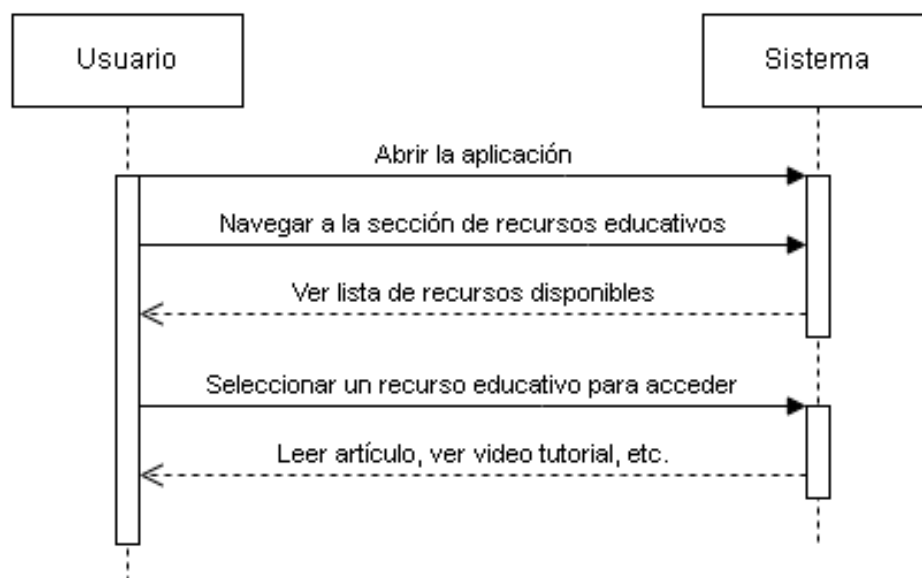 Usuario
Sistema
Abrir la aplicación
Navegar a la sección de recursos educativos
Ver lista de recursos disponibles
Seleccionar un recurso educativo para acceder
Leer artículo, ver video tutorial, etc.